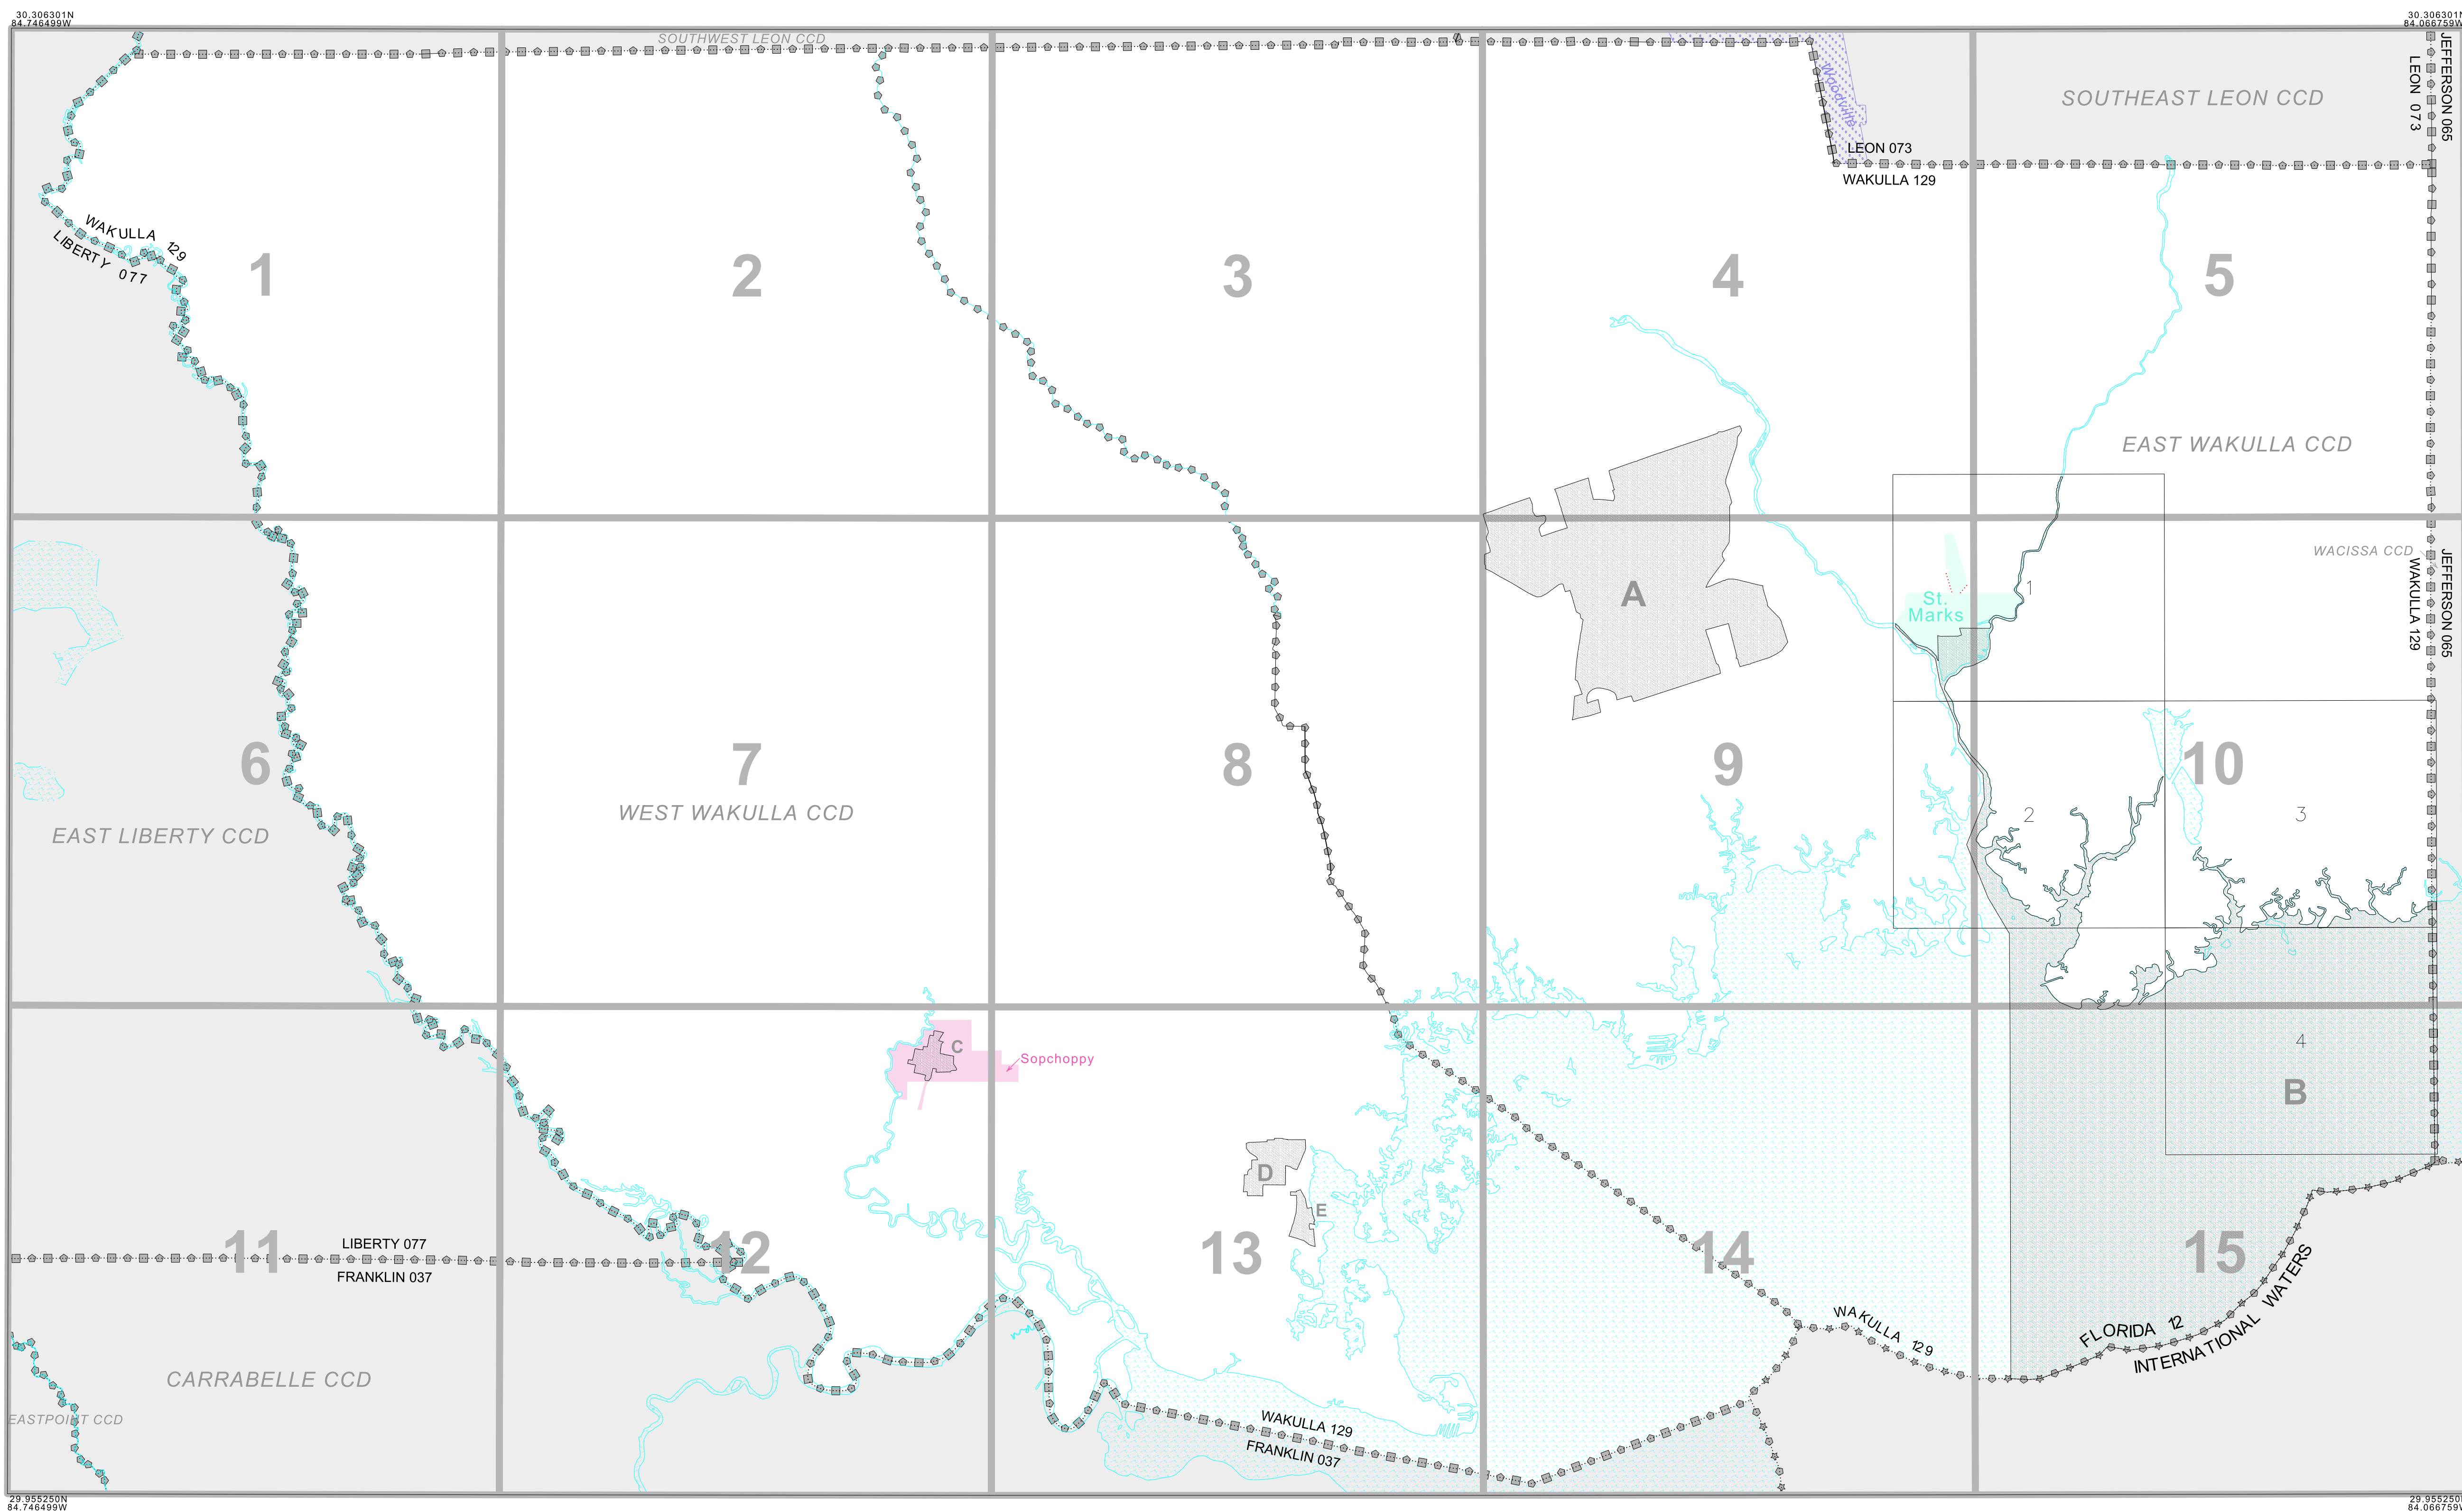 30.306301N
84.746499W
30.306301N
84.066759W
SOUTHWEST LEON CCD
JEFFERSON 065
LEON 073
SOUTHEAST LEON CCD
Woodville
LEON 073
WAKULLA 129
WAKULLA 129
LIBERTY 077
1
2
3
4
5
EAST WAKULLA CCD
WACISSA CCD
JEFFERSON 065
WAKULLA 129
A
St.
Marks
1
6
7
8
9
10
WEST WAKULLA CCD
EAST LIBERTY CCD
2
3
4
B
C
Sopchoppy
D
E
11
12
13
14
15
LIBERTY 077
FRANKLIN 037
WAKULLA 129
FLORIDA 12
INTERNATIONAL WATERS
CARRABELLE CCD
EASTPOINT CCD
WAKULLA 129
FRANKLIN 037
29.955250N
84.746499W
29.955250N
84.066759W